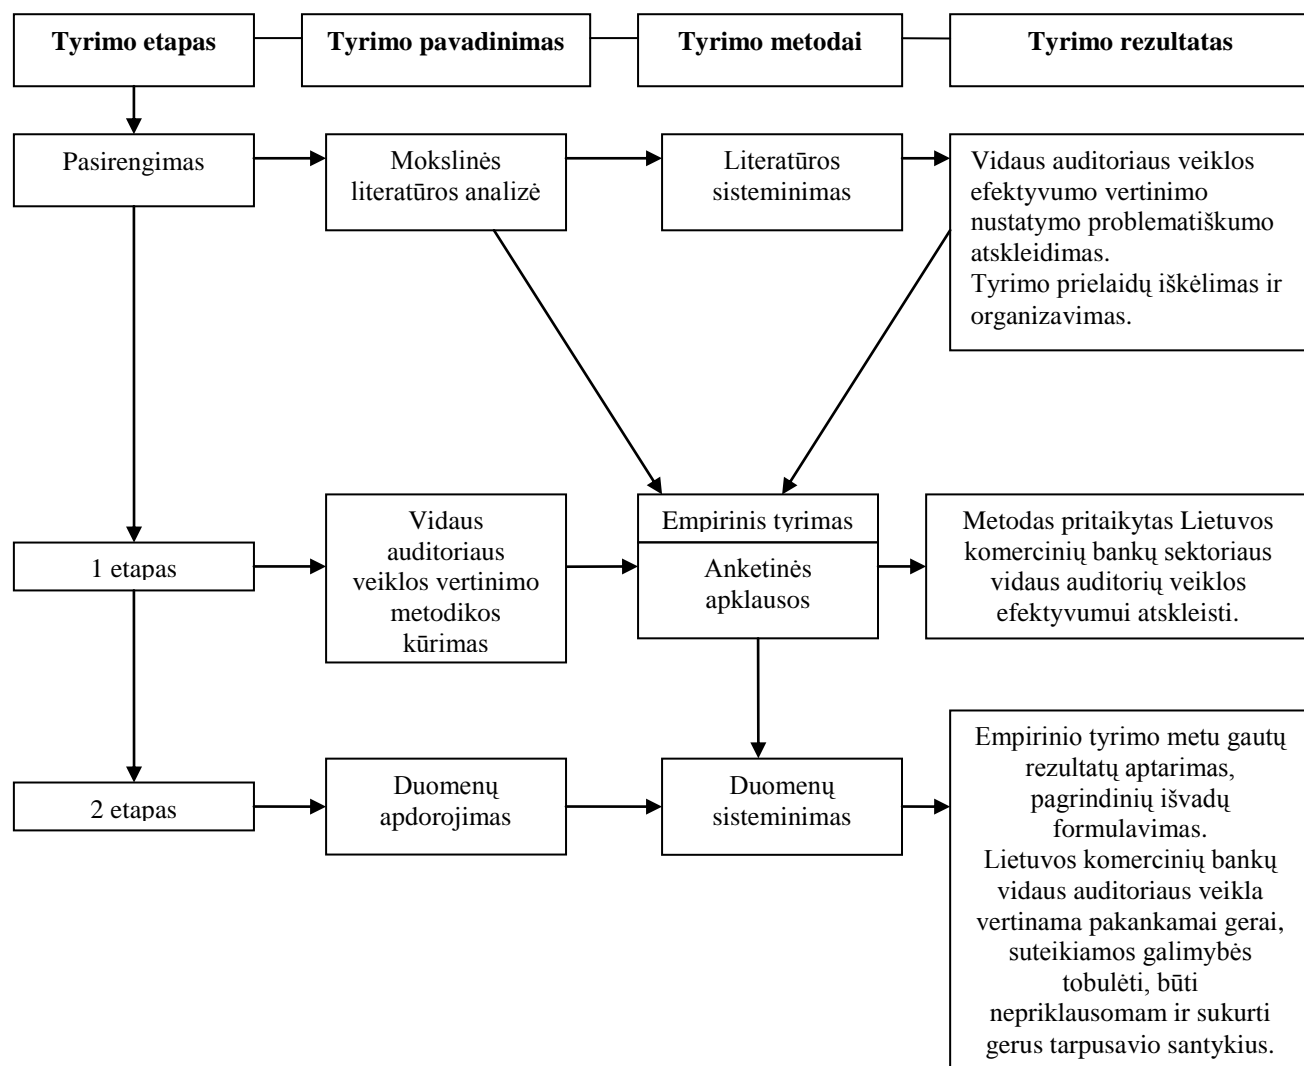 Tyrimo etapas
Tyrimo pavadinimas
Tyrimo metodai
Tyrimo rezultatas
Pasirengimas
Mokslinės
literatūros analizė
Literatūros
sisteminimas
Vidaus auditoriaus veiklos
efektyvumo vertinimo
nustatymo problematiškumo
atskleidimas.
Tyrimo prielaidų iškėlimas ir
organizavimas.
1 etapas
Vidaus
auditoriaus
veiklos vertinimo
metodikos
kūrimas
Empirinis tyrimas
Anketinės
apklausos
Metodas pritaikytas Lietuvos
komercinių bankų sektoriaus
vidaus auditorių veiklos
efektyvumui atskleisti.
2 etapas
Duomenų
apdorojimas
Duomenų
sisteminimas
Empirinio tyrimo metu gautų
rezultatų aptarimas,
pagrindinių išvadų
formulavimas.
Lietuvos komercinių bankų
vidaus auditoriaus veikla
vertinama pakankamai gerai,
suteikiamos galimybės
tobulėti, būti
nepriklausomam ir sukurti
gerus tarpusavio santykius.